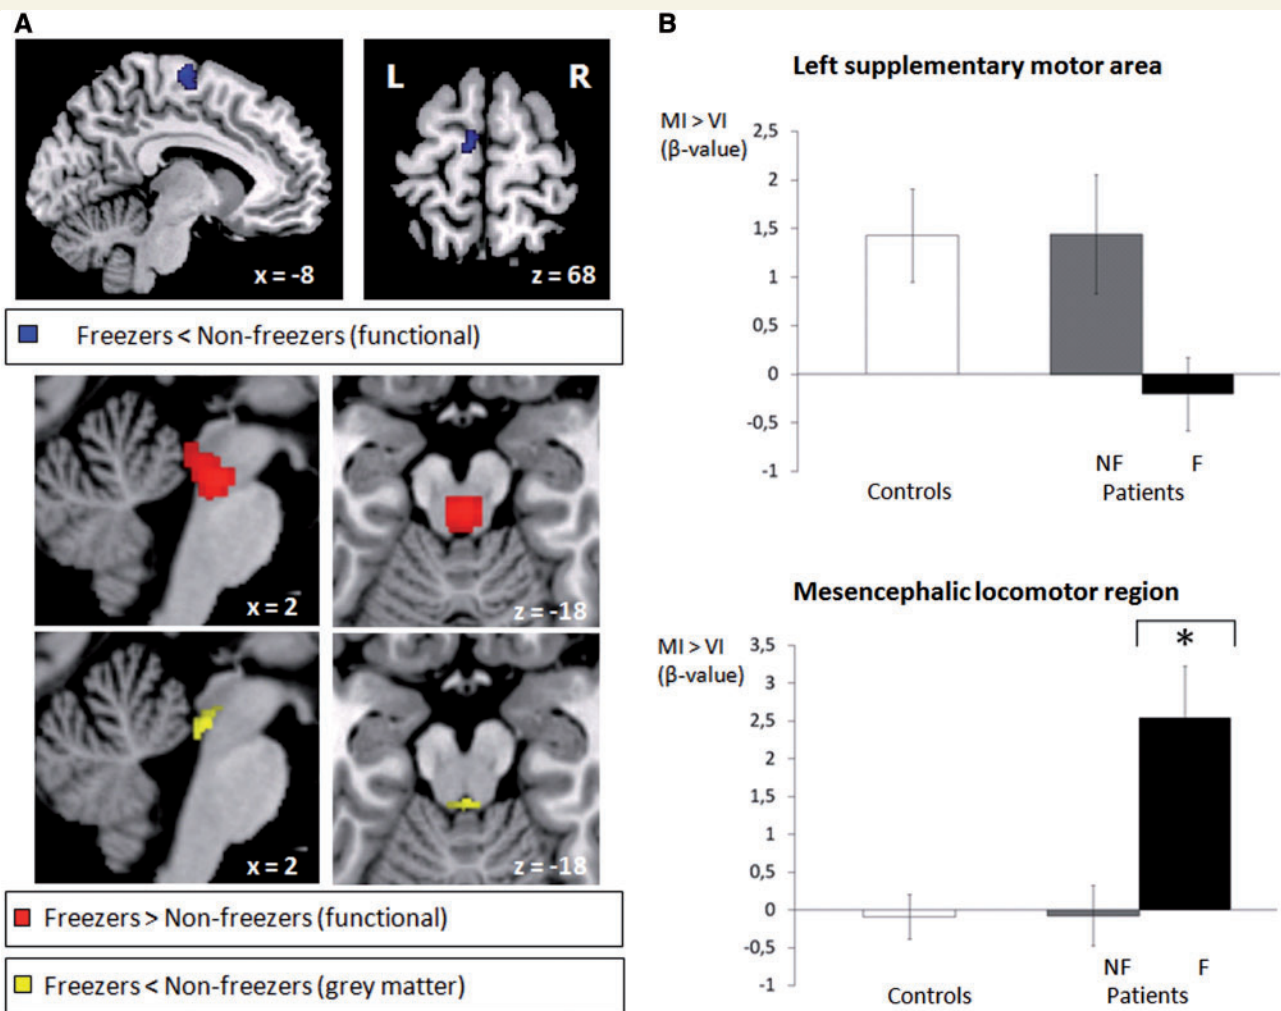 A
L R
x = -8
z = 68
Freezers < Non-freezers (functional)
x = 2
z = -18
x = 2
z = -18
Freezers > Non-freezers (functional)
Freezers < Non-freezers (grey matter)
B
Left supplementary motor area
MI > VI
(β-value)
2,5
2
1,5
1
0,5
0
-0,5
-1
NF F
Controls Patients
Mesencephalic locomotor region
MI > VI
(β-value)
3,5
3
2,5
2
1,5
1
0,5
0
-0,5
-1
*
NF F
Controls Patients